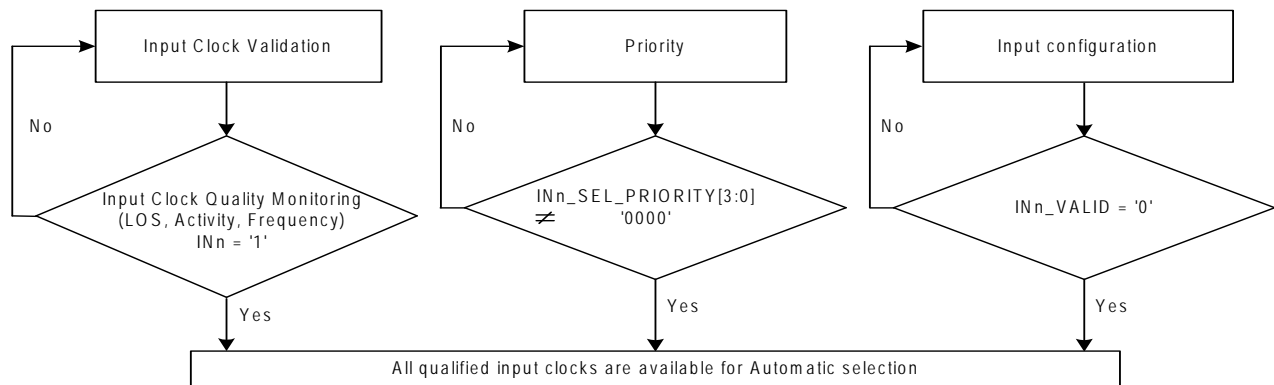 Input Clock Validation
Priority
Input configuration
No
No
No
Input Clock Quality Monitoring
(LOS, Activity, Frequency)
INn = '1'
INn_SEL_PRIORITY[3:0]
≠ '0000'
INn_VALID = '0'
Yes
Yes
Yes
All qualified input clocks are available for Automatic selection